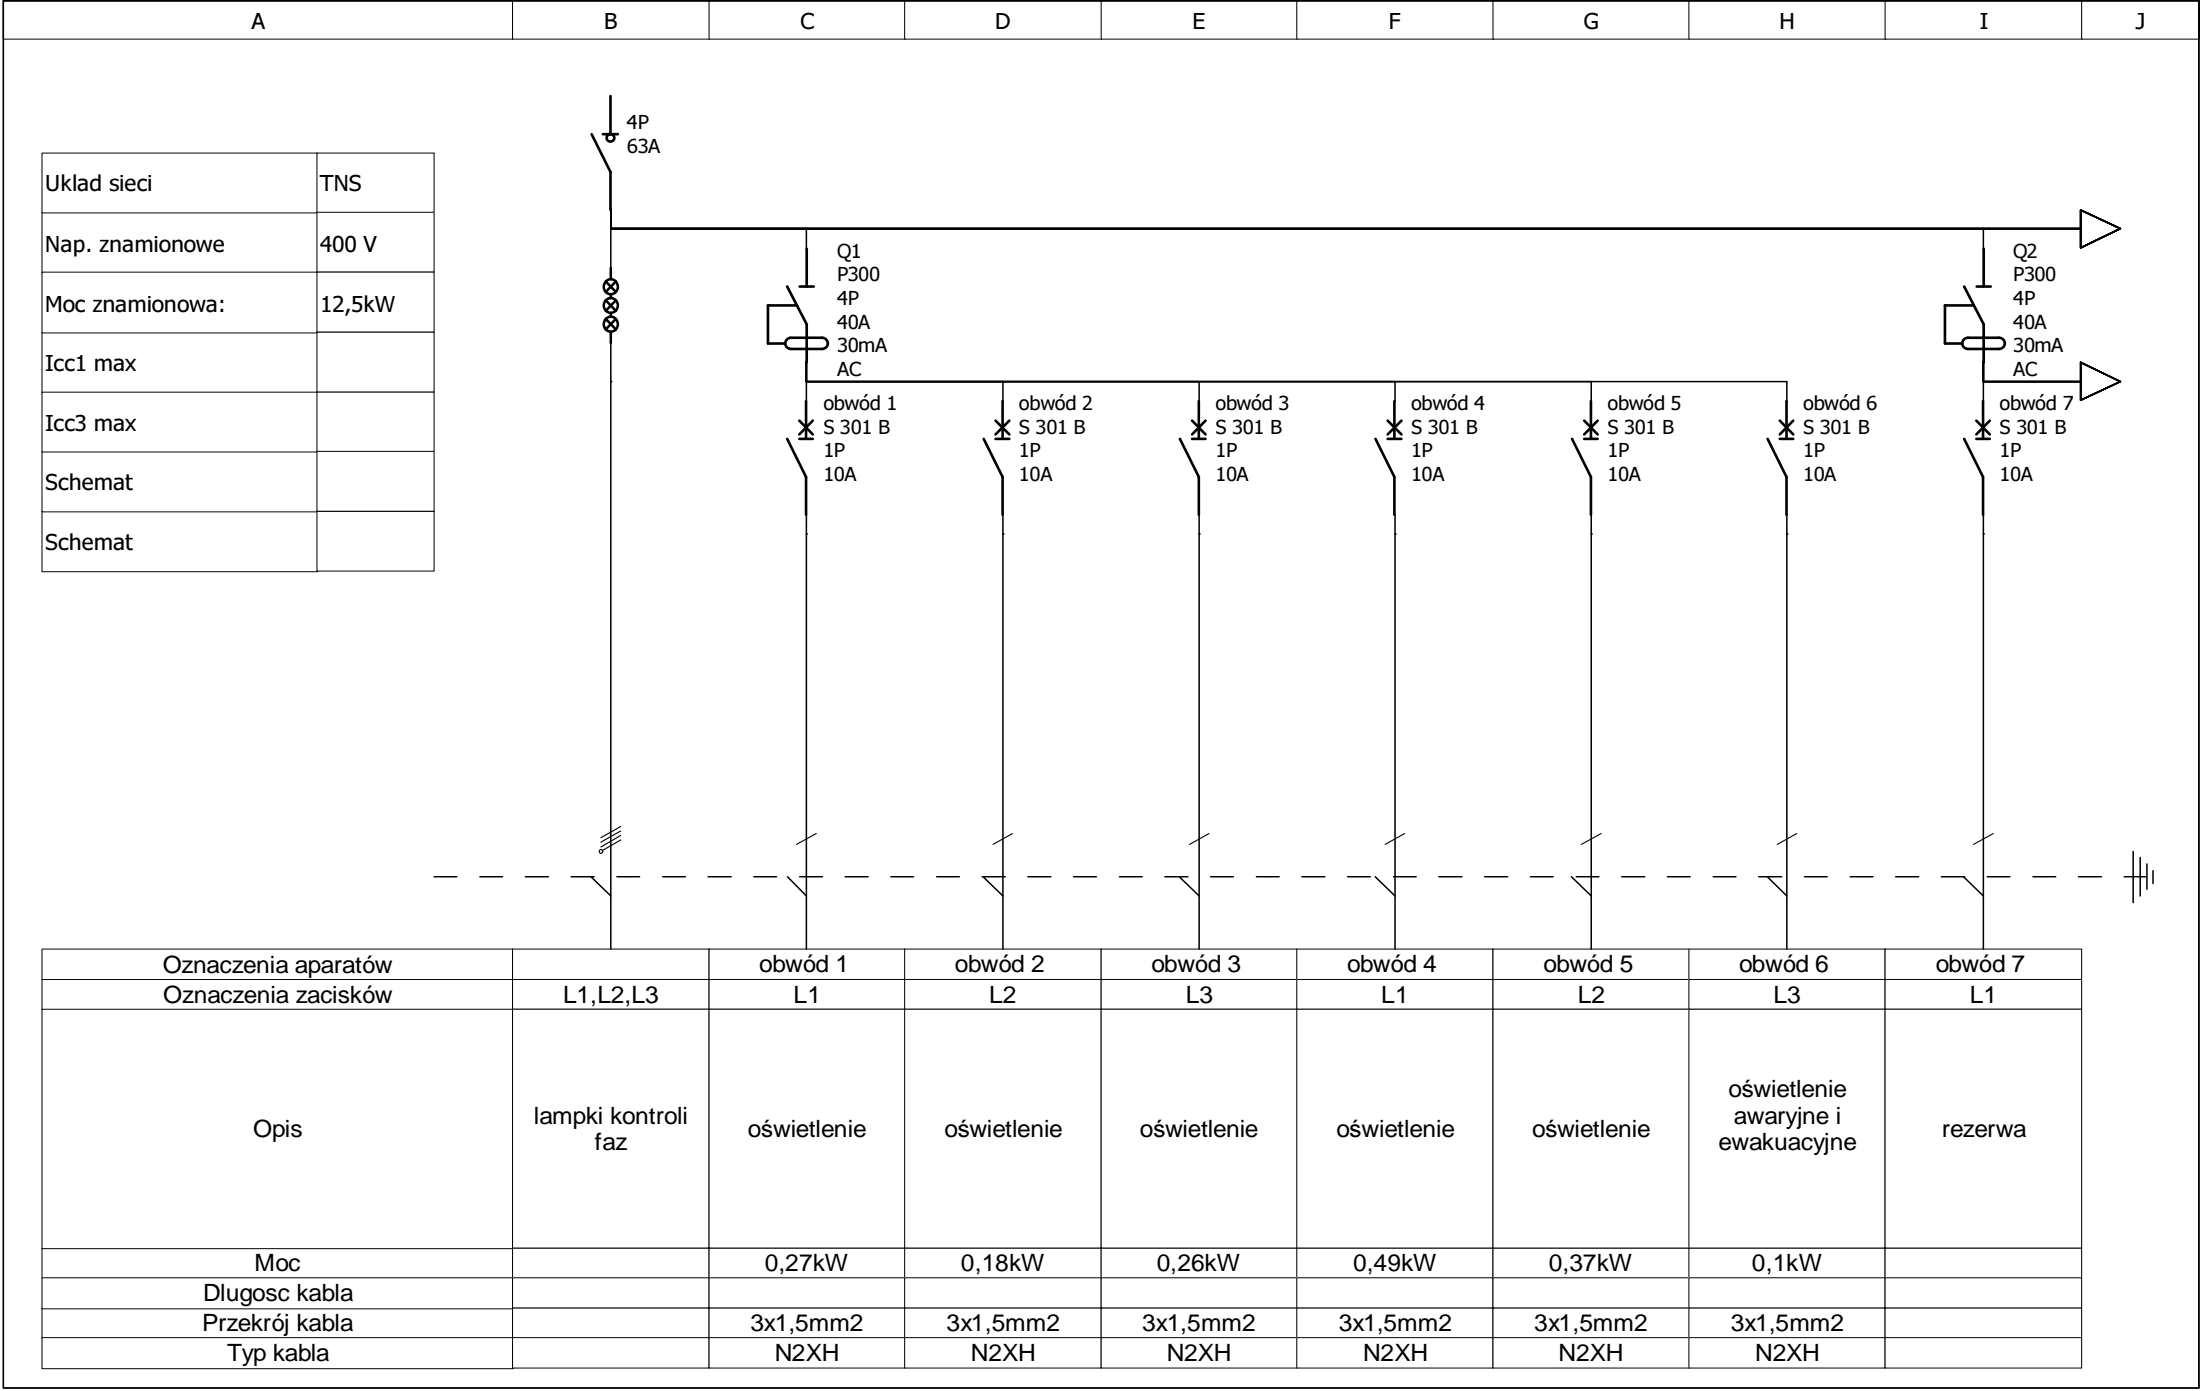 A B C D E F G H I J
4P
63A
Uklad sieci TNS
Nap. znamionowe 400 V
Moc znamionowa: 12,5kW
Icc1 max
Icc3 max
Schemat
Schemat
Q1
P300
4P
40A
30mA
AC
Q2
P300
4P
40A
30mA
AC
obwód 1
S 301 B
1P
10A
obwód 2
S 301 B
1P
10A
obwód 3
S 301 B
1P
10A
obwód 4
S 301 B
1P
10A
obwód 5
S 301 B
1P
10A
obwód 6
S 301 B
1P
10A
obwód 7
S 301 B
1P
10A
Oznaczenia aparatów obwód 1 obwód 2 obwód 3 obwód 4 obwód 5 obwód 6 obwód 7
Oznaczenia zacisków L1,L2,L3 L1 L2 L3 L1 L2 L3 L1
Opis
lampki kontroli
faz
oświetlenie
oświetlenie
oświetlenie
oświetlenie
oświetlenie
oświetlenie
awaryjne i
ewakuacyjne
rezerwa
Moc 0,27kW 0,18kW 0,26kW 0,49kW 0,37kW 0,1kW
Dlugosc kabla
Przekrój kabla 3x1,5mm2 3x1,5mm2 3x1,5mm2 3x1,5mm2 3x1,5mm2 3x1,5mm2
Typ kabla N2XH N2XH N2XH N2XH N2XH N2XH